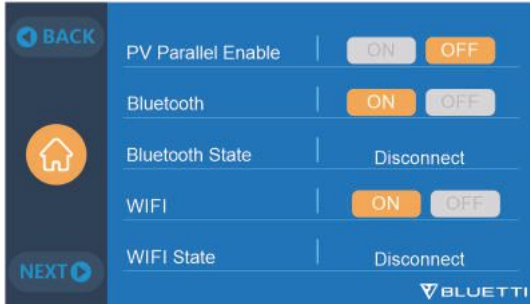 BACK
PV Parallel Enable ON OFF
Bluetooth ON OFF
Bluetooth State Disconnect
WIFI ON OFF
WIFI State Disconnect
NEXT
BLUETTI